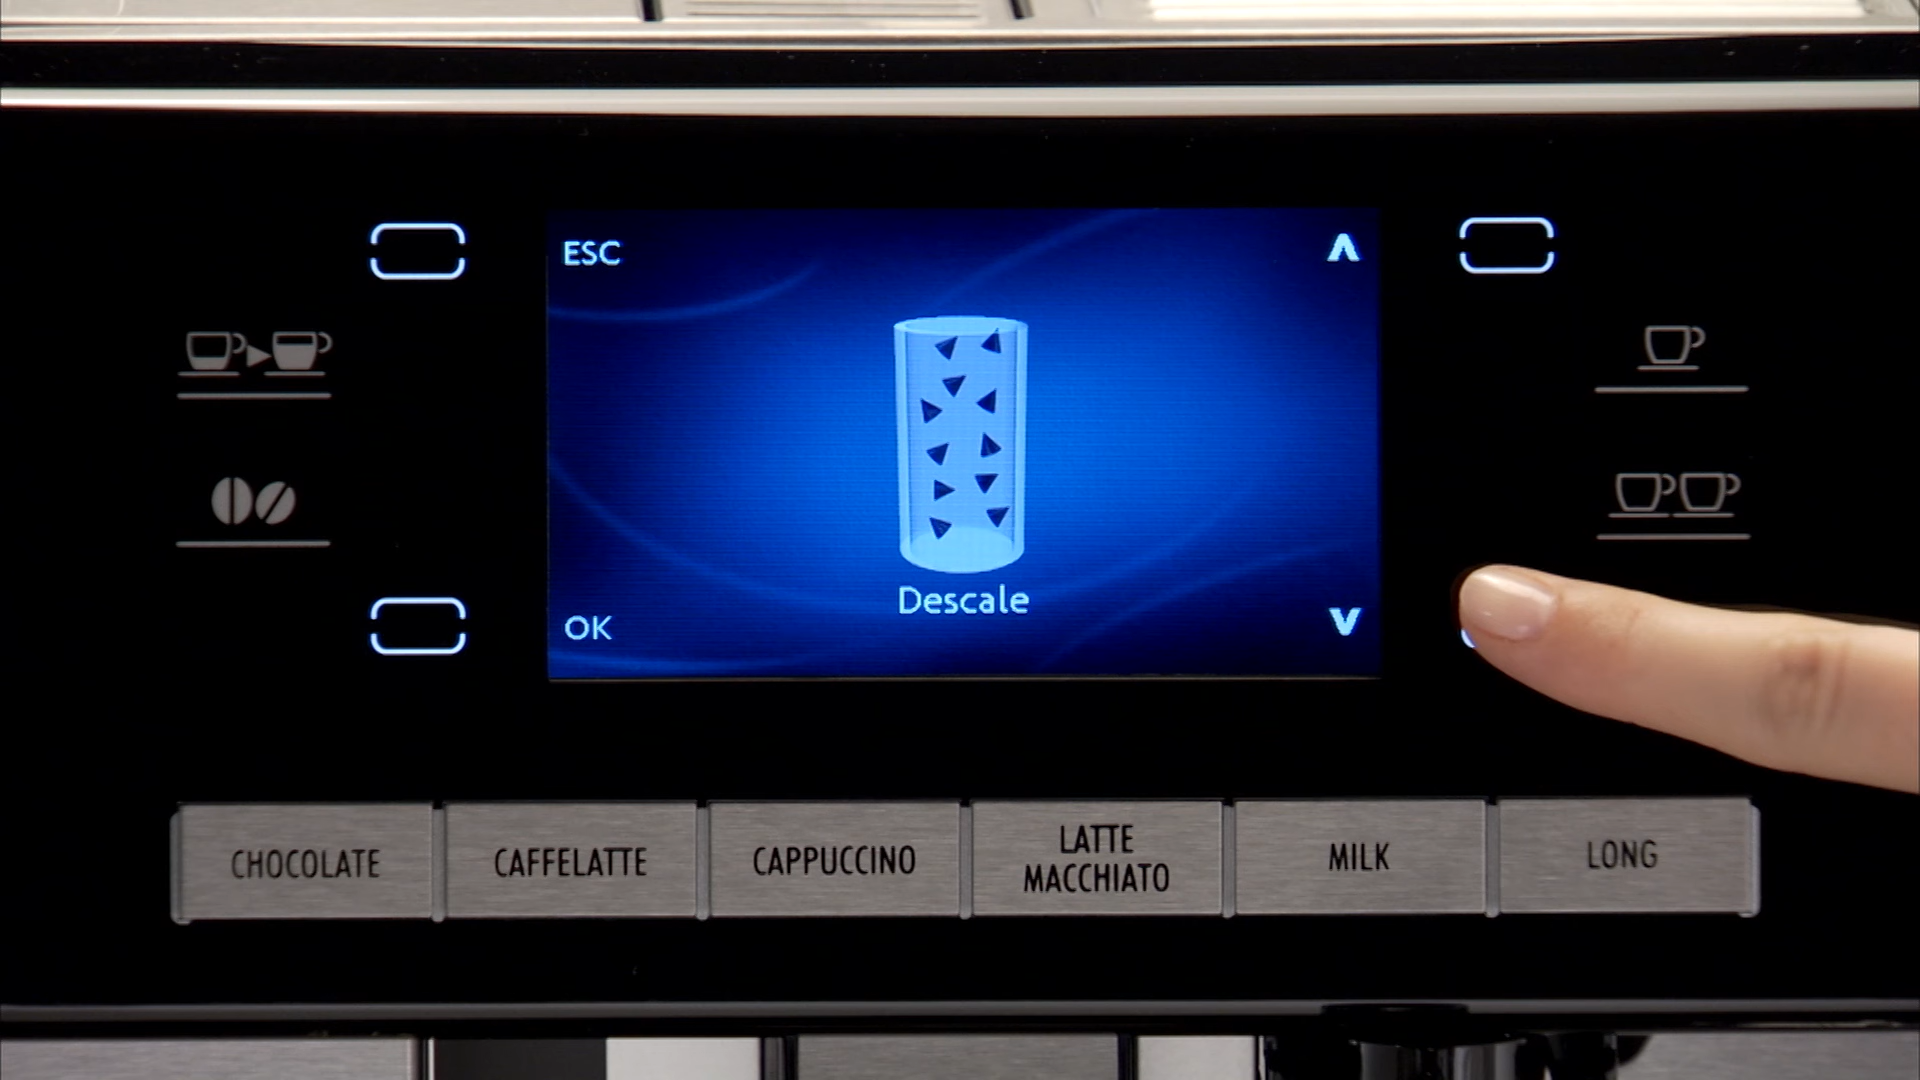 ESC
Descale
OK
CHOCOLATE
CAFFELATTE
CAPPUCCINO
LATTE
MACCHIATO
MILK
LONG